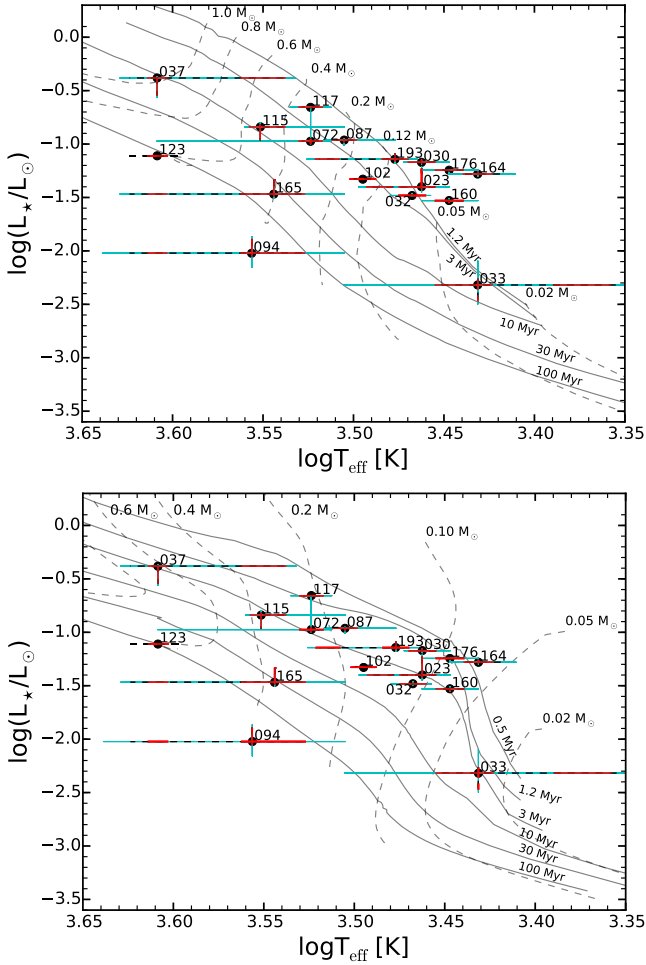 1.0 M☉
0.8 M☉
0.6 M☉
0.4 M☉
0.2 M☉
0.12 M☉
0.05 M☉
0.02 M☉
037
117
115
072
087
123
193
030
176
164
102
023
165
032
160
094
033
1.2 Myr
3 Myr
10 Myr
30 Myr
100 Myr
0.0
−0.5
−1.0
−1.5
−2.0
−2.5
−3.0
−3.5
log(L⋆/L☉)
3.65 3.60 3.55 3.50 3.45 3.40 3.35
logTeff [K]
0.6 M☉
0.4 M☉
0.2 M☉
0.10 M☉
0.05 M☉
0.02 M☉
037
117
115
072
087
123
193
030
176
164
102
023
165
032
160
094
033
0.5 Myr
1.2 Myr
3 Myr
10 Myr
30 Myr
100 Myr
0.0
−0.5
−1.0
−1.5
−2.0
−2.5
−3.0
−3.5
log(L⋆/L☉)
3.65 3.60 3.55 3.50 3.45 3.40 3.35
logTeff [K]